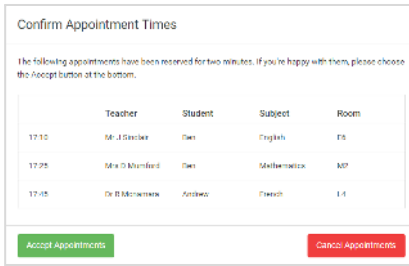 Confirm Appointment Times
The following appointments have been reserved for two minutes. If you're happy with them, please choose
the Accept button at the bottom.
Teacher Student Subject Room
17:10 Mr J Sinclair Ben English E6
17:25 Mrs D Mumford Ben Mathematics M2
17:45 Dr R Mcnamara Andrew French L4
Accept Appointments Cancel Appointments